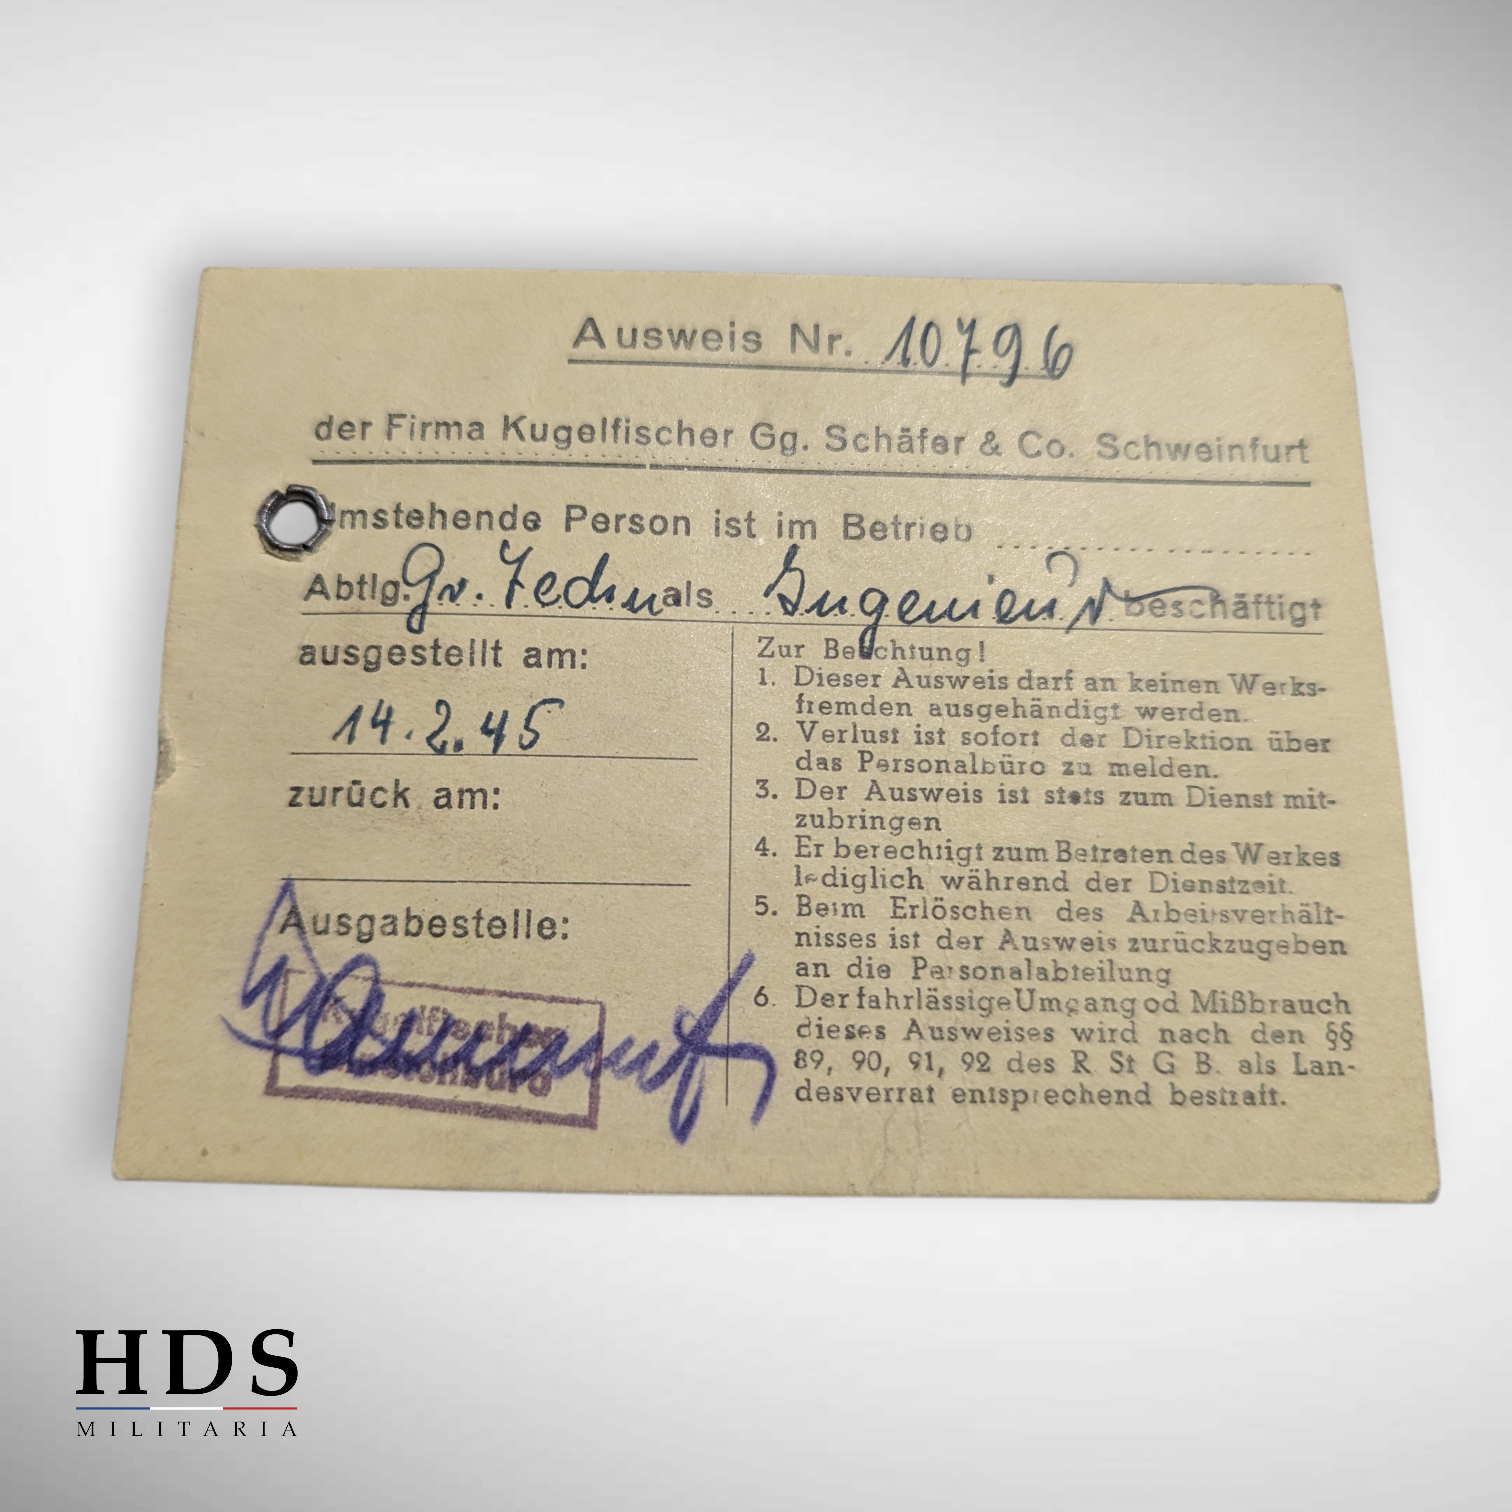 Ausweis Nr. 10796
der Firma Kugelfischer Gg. Schäfer & Co. Schweinfurt
mstehende Person ist im Betrieb
Abtlg. Gr. Techn als Ingenieur beschäftigt
ausgestellt am:
14.2.45
zurück am:
Ausgabestelle:
Kugelfischer
Zur Beachtung!
1. Dieser Ausweis darf an keinen Werks-
fremden ausgehändigt werden.
2. Verlust ist sofort der Direktion über
das Personalbüro zu melden.
3. Der Ausweis ist stets zum Dienst mit-
zubringen
4. Er berechtigt zum Betreten des Werkes
lediglich während der Dienstzeit.
5. Beim Erlöschen des Arbeitsverhält-
nisses ist der Ausweis zurückzugeben
an die Personalabteilung
6. Der fahrlässige Umgang od Mißbrauch
dieses Ausweises wird nach den §§
89, 90, 91, 92 des R St G B. als Lan-
desverrat entsprechend bestraft.
HDS
MILITARIA